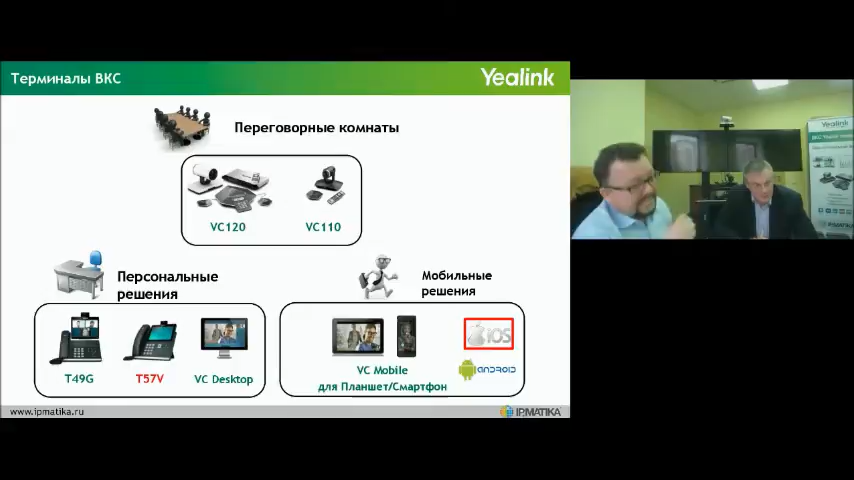 Терминалы ВКС
Yealink
Переговорные комнаты
VC120
VC110
Персональные
решения
Мобильные
решения
T49G
T57V
VC Desktop
VC Mobile
для Планшет/Смартфон
iOS
ANDROID
www.ipmatika.ru
IPMATIKA
Yealink
IPMATIKA